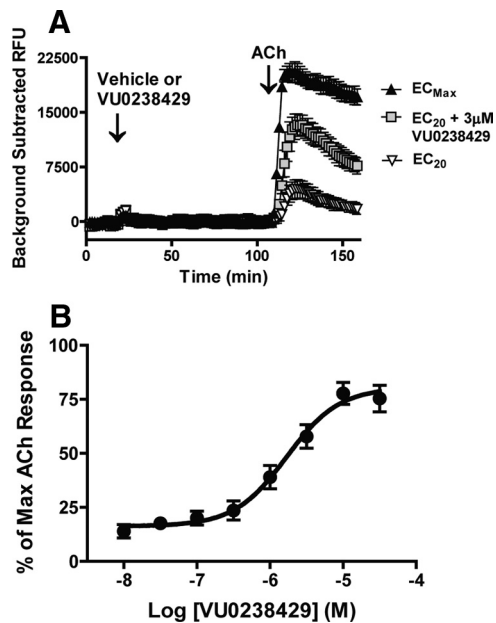 A
Background Subtracted RFU
22500
15000
7500
0
Vehicle or
VU0238429
ACh
0
50
100
150
Time (min)
ECMax
EC20 + 3μM
VU0238429
EC20
B
% of Max ACh Response
100
75
50
25
0
-8
-7
-6
-5
-4
Log [VU0238429] (M)